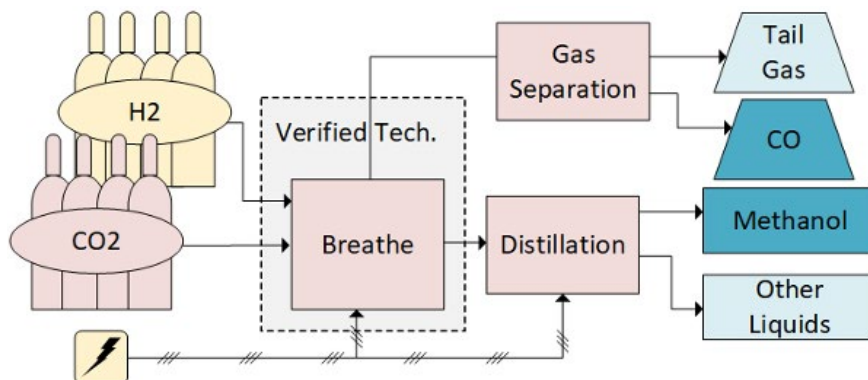 H2
CO2
Verified Tech.
Breathe
Gas
Separation
Distillation
Tail
Gas
CO
Methanol
Other
Liquids